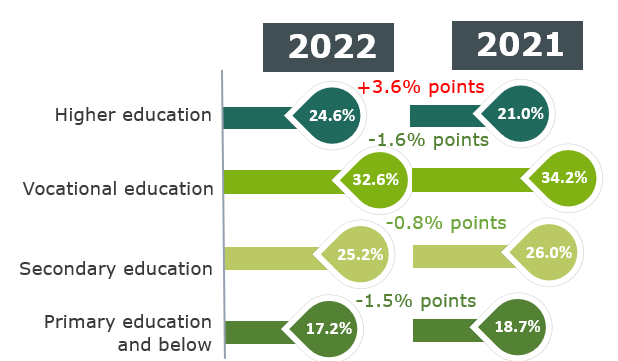 2022 2021
+3.6% points
Higher education 24.6% 21.0%
-1.6% points
Vocational education 32.6% 34.2%
-0.8% points
Secondary education 25.2% 26.0%
-1.5% points
Primary education
and below 17.2% 18.7%